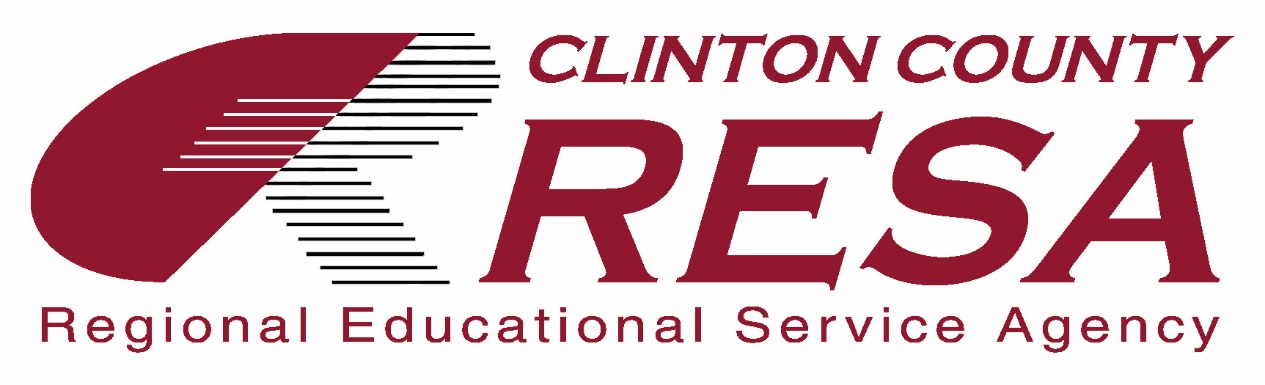 CLINTON COUNTY
RESA
Regional Educational Service Agency